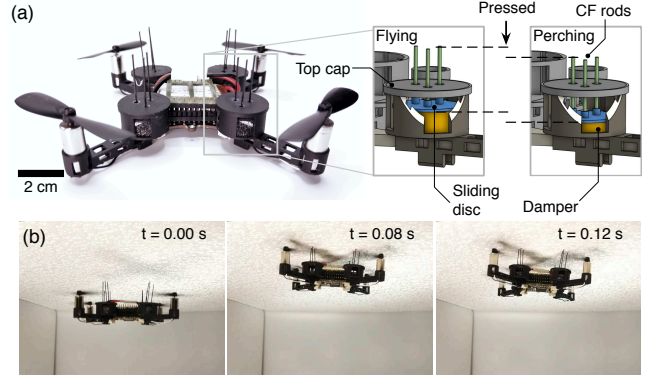 (a)
Flying
Pressed
Perching
CF rods
Top cap
2 cm
Sliding
disc
Damper
(b)
t = 0.00 s
t = 0.08 s
t = 0.12 s